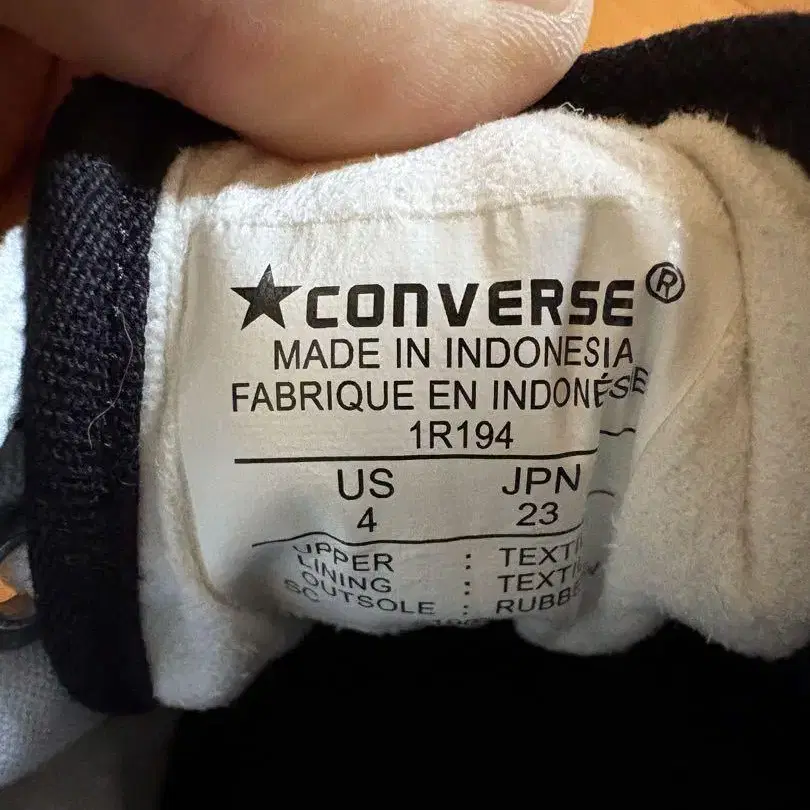 CONVERSE®
MADE IN INDONESIA
FABRIQUE EN INDONÉSIE
1R194
US JPN
4 23
UPPER : TEXTI
LINING : TEXTI
OUTSOLE : RUBBE